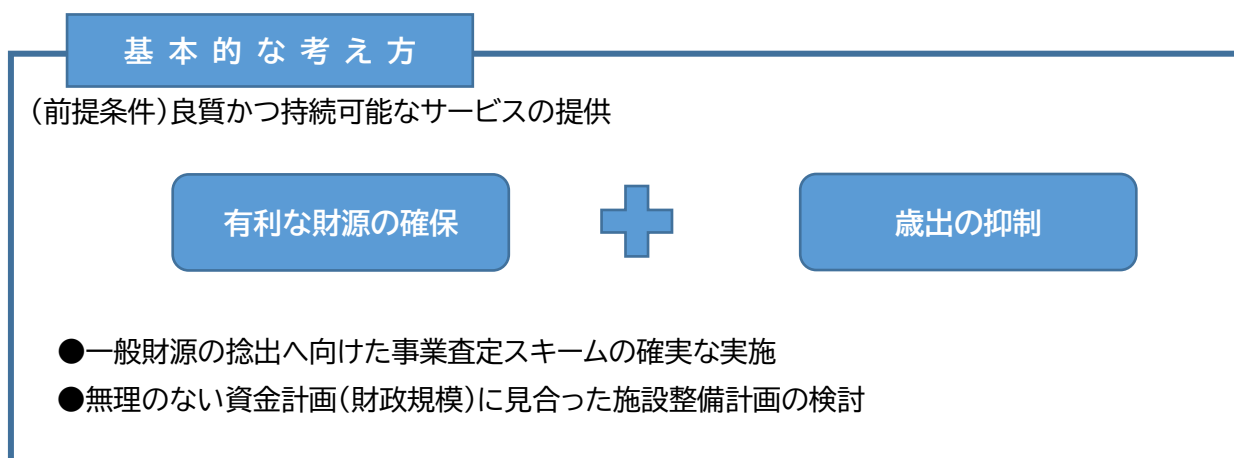 基本的な考え方
(前提条件)良質かつ持続可能なサービスの提供
有利な財源の確保
歳出の抑制
●一般財源の捻出へ向けた事業査定スキームの確実な実施
●無理のない資金計画(財政規模)に見合った施設整備計画の検討